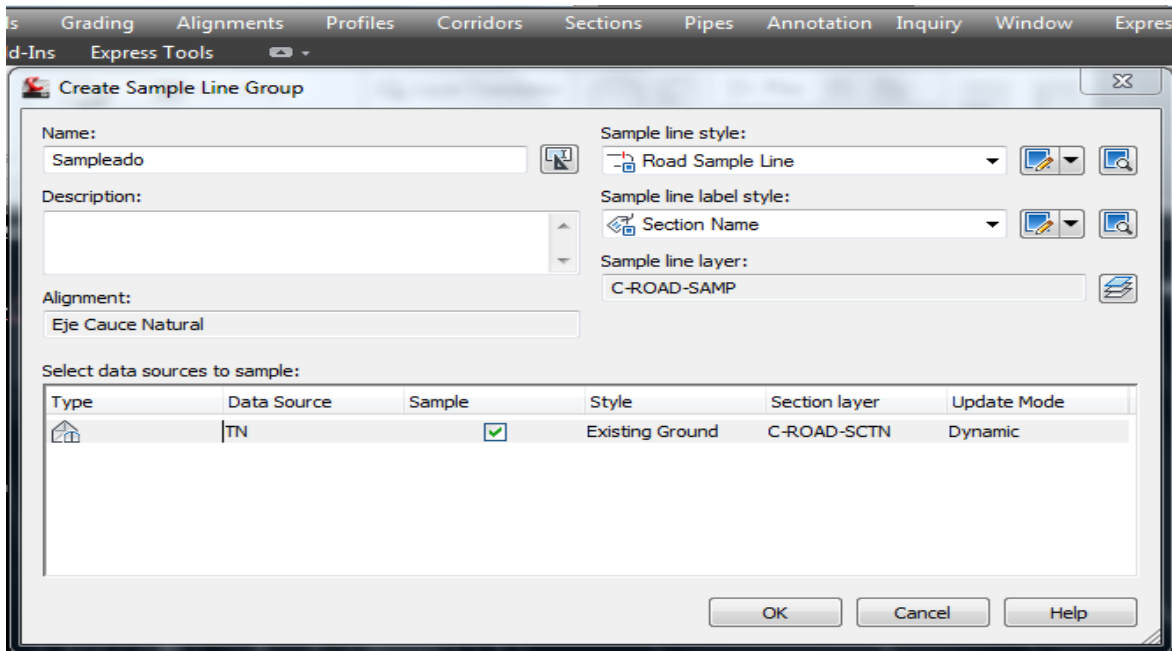 Grading Alignments Profiles Corridors Sections Pipes Annotation Inquiry Window
Express Tools
Create Sample Line Group
Name:
Sampleado
Description:
Alignment:
Eje Cauce Natural
Sample line style:
Road Sample Line
Sample line label style:
Section Name
Sample line layer:
C-ROAD-SAMP
Select data sources to sample:
Type Data Source Sample Style Section layer Update Mode
TN Existing Ground C-ROAD-SCTN Dynamic
OK Cancel Help